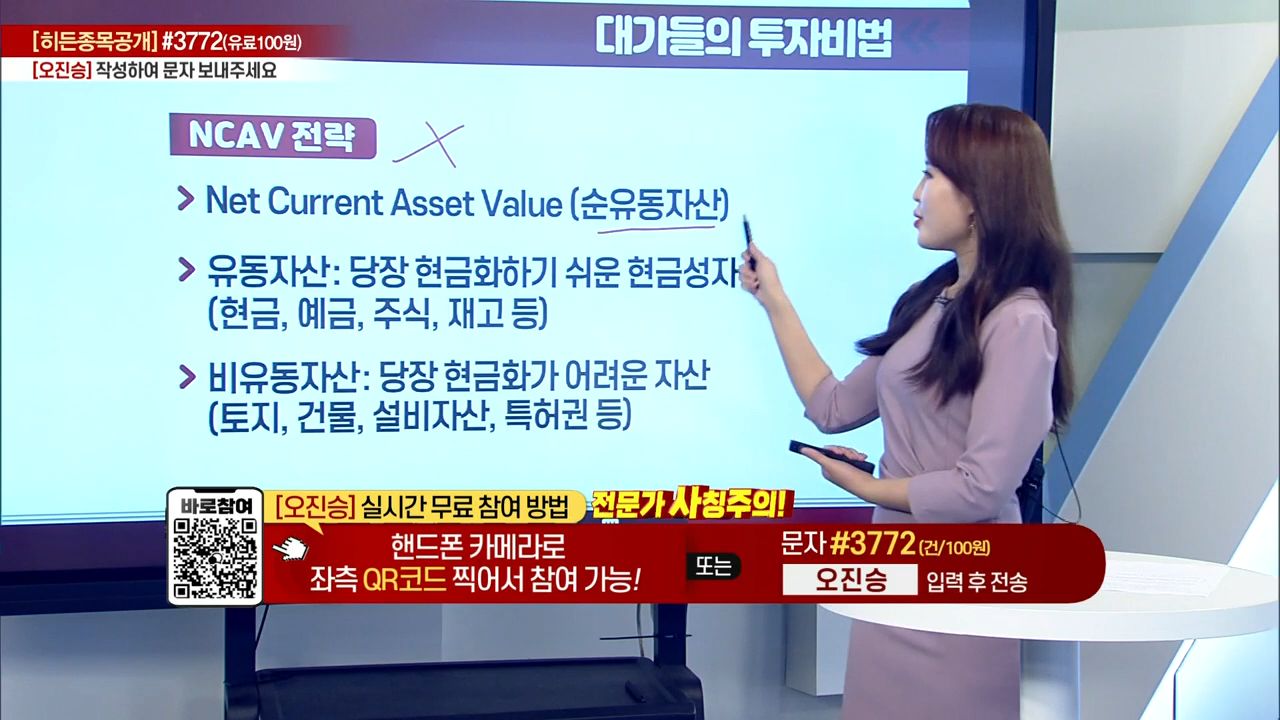 [히든종목공개] #3772(유료100원)
[오진승] 작성하여 문자 보내주세요
대가들의 투자비법
NCAV 전략
Net Current Asset Value (순유동자산)
유동자산: 당장 현금화하기 쉬운 현금성자
(현금, 예금, 주식, 재고 등)
비유동자산: 당장 현금화가 어려운 자산
(토지, 건물, 설비자산, 특허권 등)
바로참여
[오진승] 실시간 무료 참여 방법
전문가 사칭주의!
핸드폰 카메라로
좌측 QR코드 찍어서 참여 가능!
또는
문자 #3772 (건/100원)
오진승 입력 후 전송